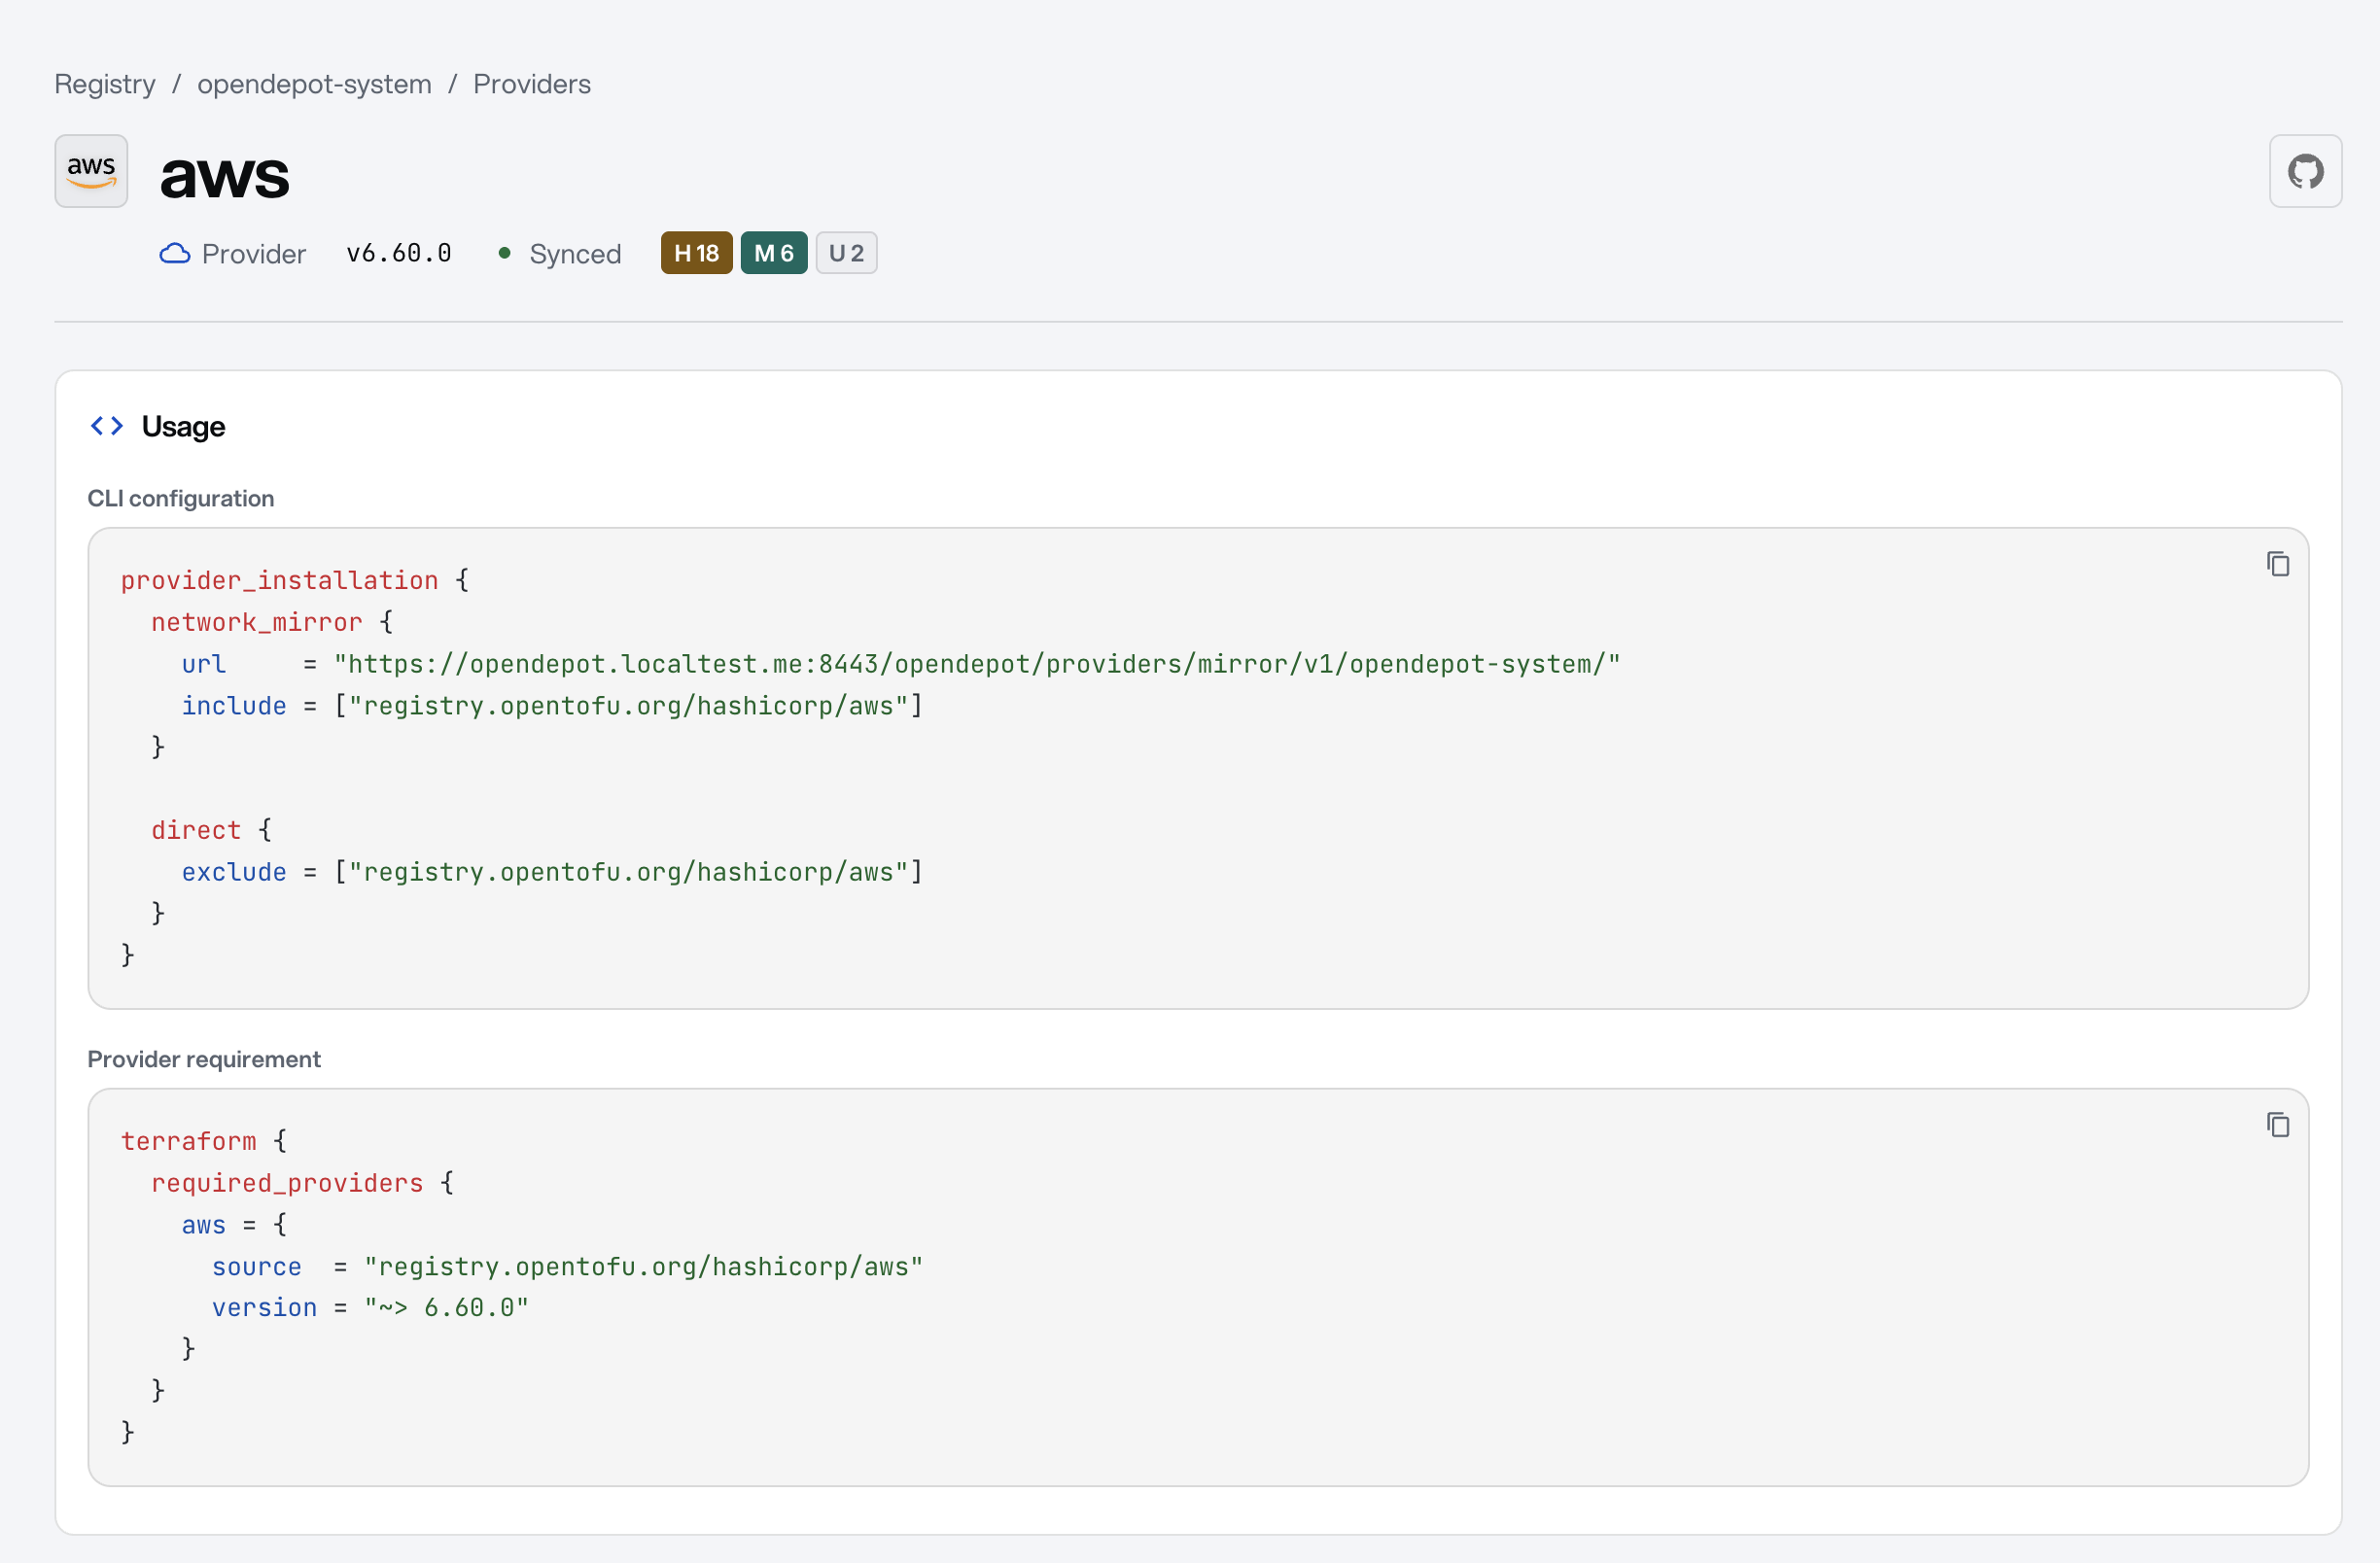 Registry / opendepot-system / Providers
aws
aws
Provider v6.60.0 Synced H 18 M 6 U 2
Usage
CLI configuration
provider_installation {
  network_mirror {
    url     = "https://opendepot.localtest.me:8443/opendepot/providers/mirror/v1/opendepot-system/"
    include = ["registry.opentofu.org/hashicorp/aws"]
  }

  direct {
    exclude = ["registry.opentofu.org/hashicorp/aws"]
  }
}
Provider requirement
terraform {
  required_providers {
    aws = {
      source  = "registry.opentofu.org/hashicorp/aws"
      version = "~> 6.60.0"
    }
  }
}